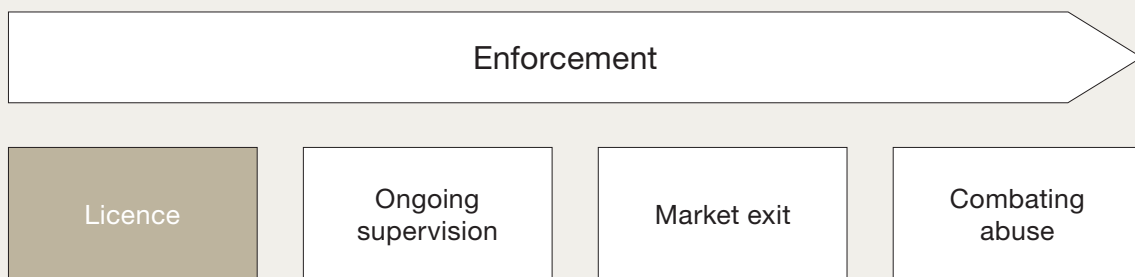 Enforcement
Licence
Ongoing
supervision
Market exit
Combating
abuse